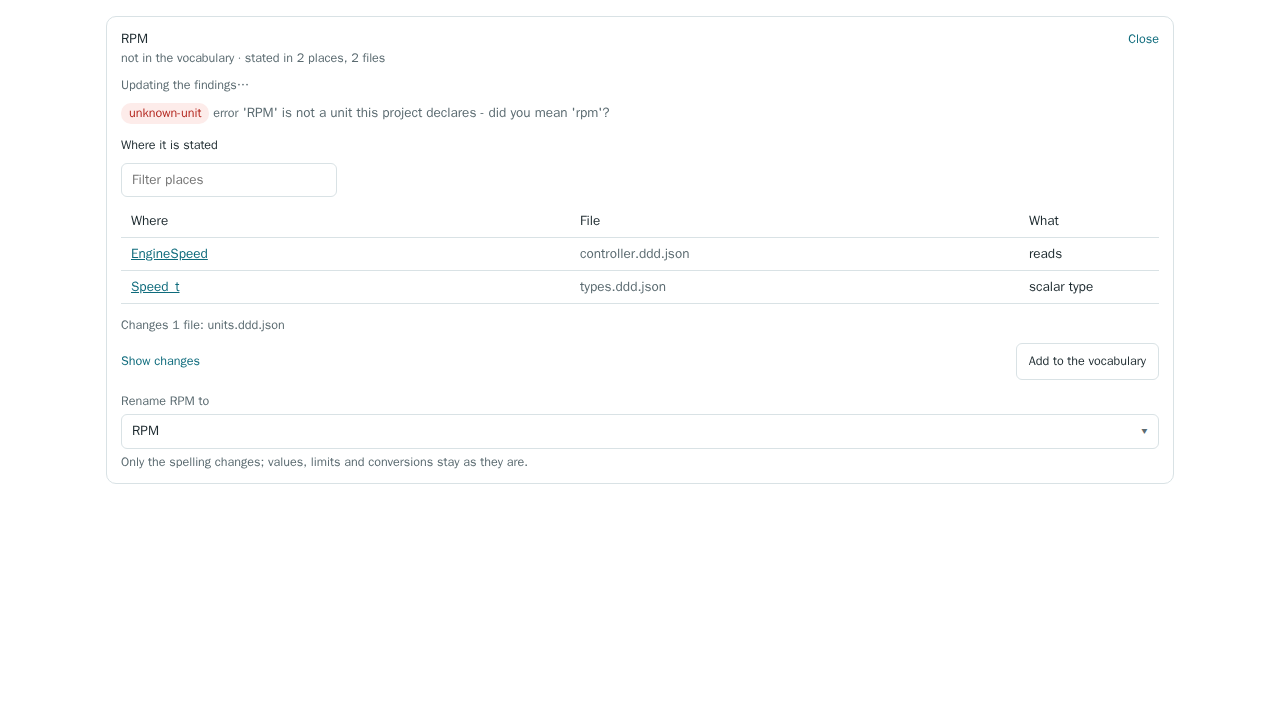 RPM
Close
not in the vocabulary · stated in 2 places, 2 files
Updating the findings…
unknown-unit error 'RPM' is not a unit this project declares - did you mean 'rpm'?
Where it is stated
Filter places
Where File What
EngineSpeed controller.ddd.json reads
Speed_t types.ddd.json scalar type
Changes 1 file: units.ddd.json
Show changes Add to the vocabulary
Rename RPM to
RPM
Only the spelling changes; values, limits and conversions stay as they are.